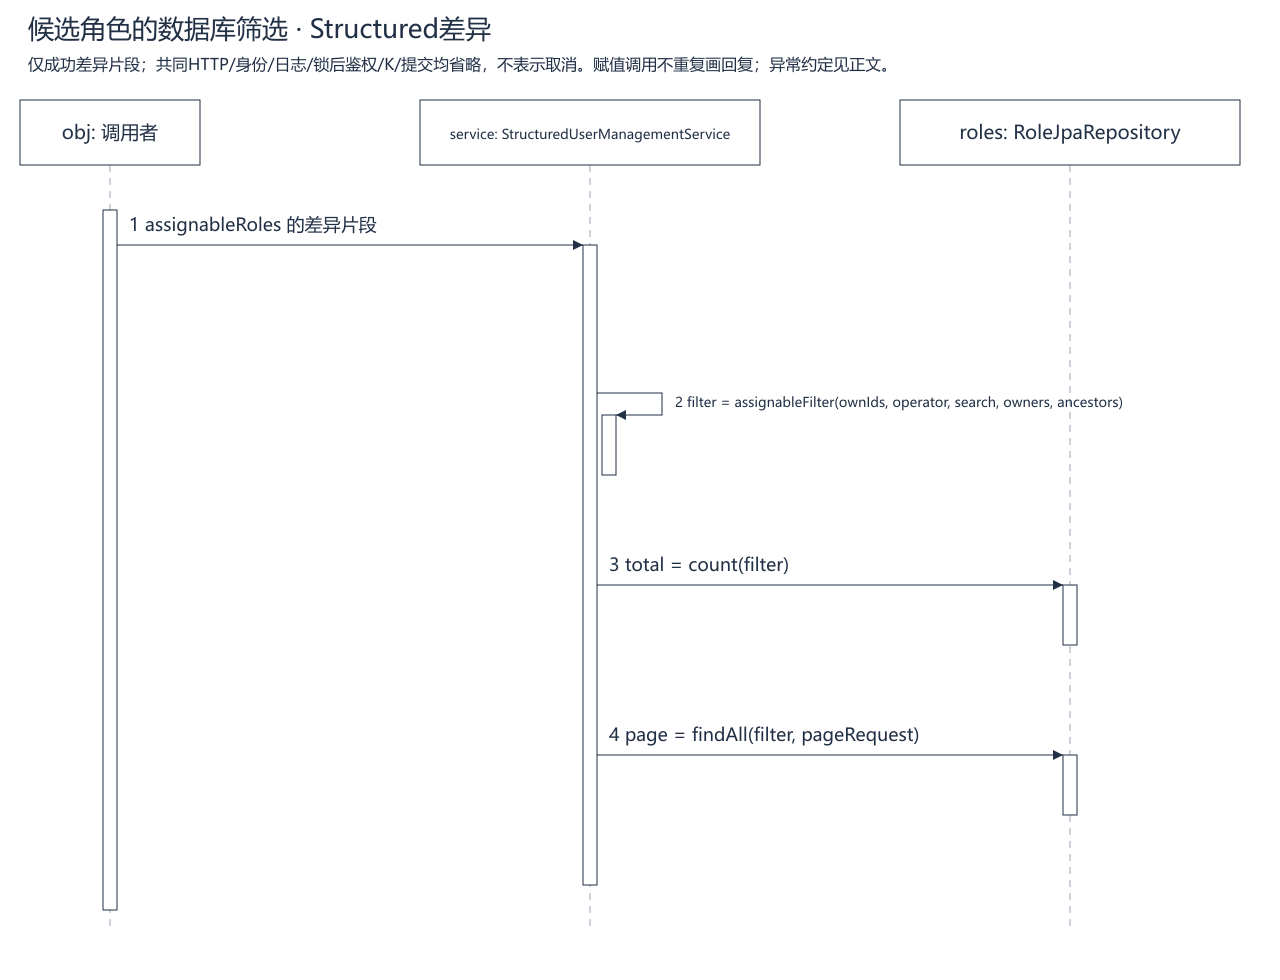 候选角色的数据库筛选 · Structured差异
仅成功差异片段；共同HTTP/身份/日志/锁后鉴权/K/提交均省略，不表示取消。赋值调用不重复画回复；异常约定见正文。
obj: 调用者
service: StructuredUserManagementService
roles: RoleJpaRepository
1 assignableRoles 的差异片段
2 filter = assignableFilter(ownIds, operator, search, owners, ancestors)
3 total = count(filter)
4 page = findAll(filter, pageRequest)